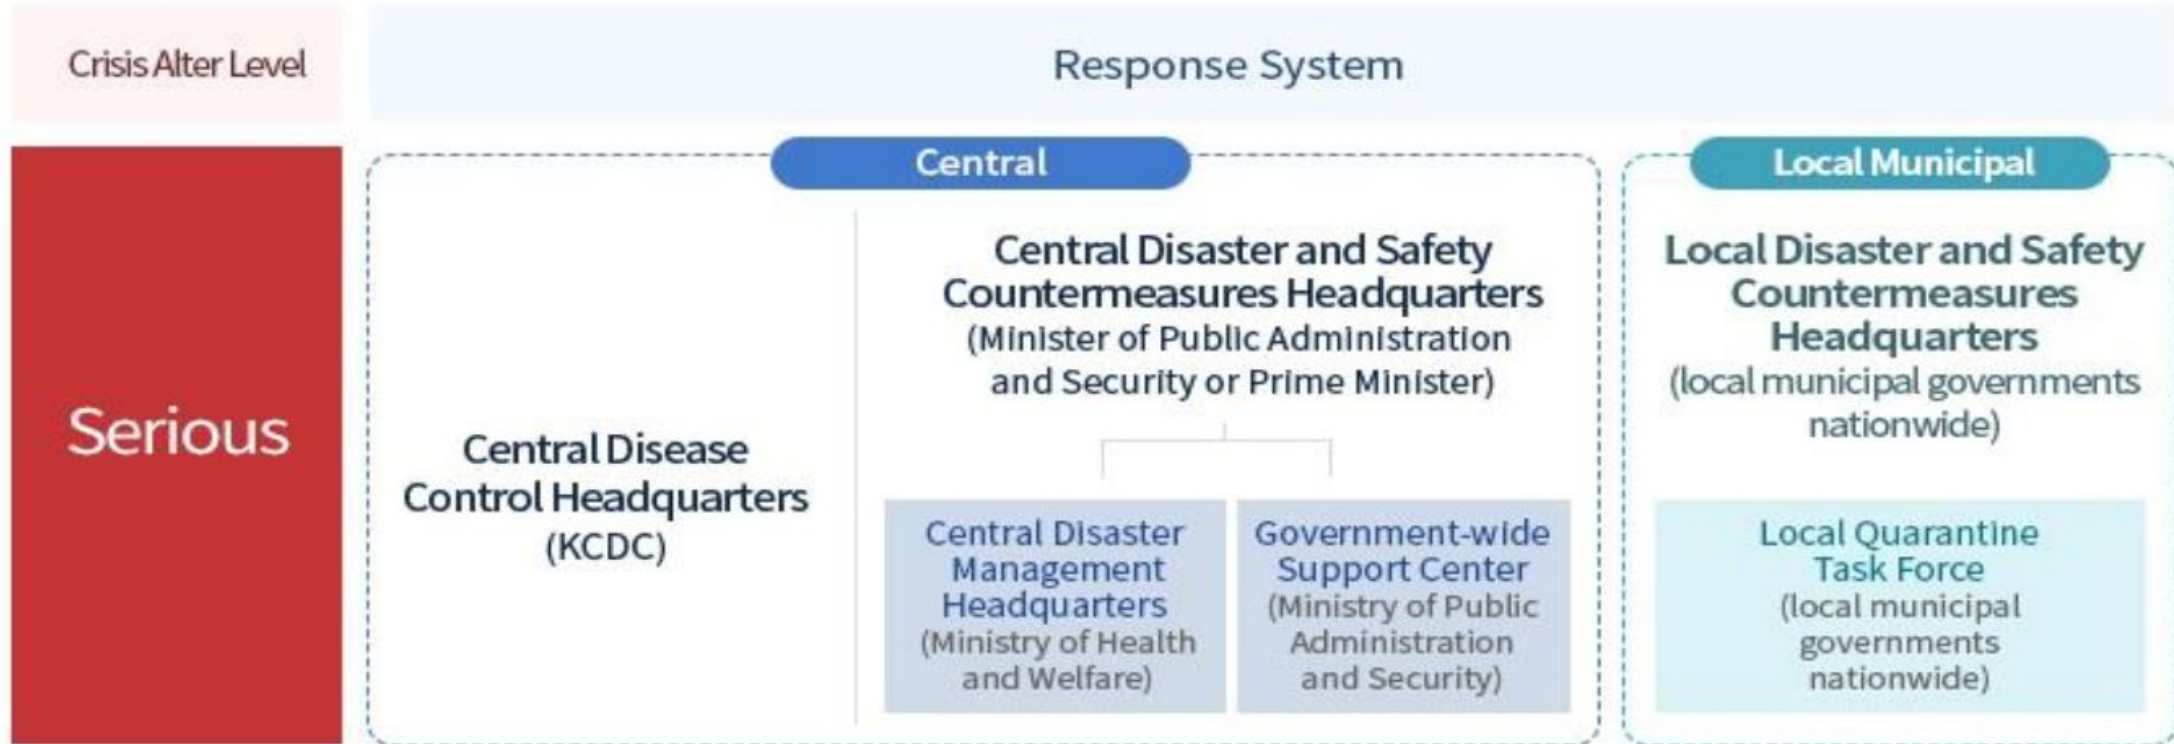 Crisis Alter Level
Response System
Serious
Central
Central Disease
Control Headquarters
(KCDC)
Central Disaster and Safety
Countermeasures Headquarters
(Minister of Public Administration
and Security or Prime Minister)
Central Disaster
Management
Headquarters
(Ministry of Health
and Welfare)
Government-wide
Support Center
(Ministry of Public
Administration
and Security)
Local Municipal
Local Disaster and Safety
Countermeasures
Headquarters
(local municipal governments
nationwide)
Local Quarantine
Task Force
(local municipal
governments
nationwide)